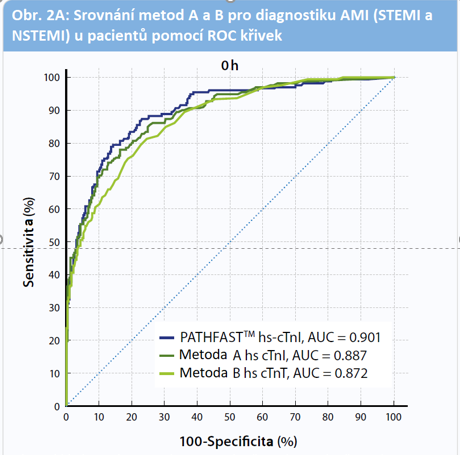 Obr. 2A: Srovnání metod A a B pro diagnostiku AMI (STEMI a
NSTEMI) u pacientů pomocí ROC křivek
0 h
100
90
80
70
60
50
40
30
20
10
0
Sensitivita (%)
PATHFAST™ hs-cTnI, AUC = 0.901
Metoda A hs cTnI, AUC = 0.887
Metoda B hs cTnT, AUC = 0.872
0 10 20 30 40 50 60 70 80 90 100
100-Specificita (%)